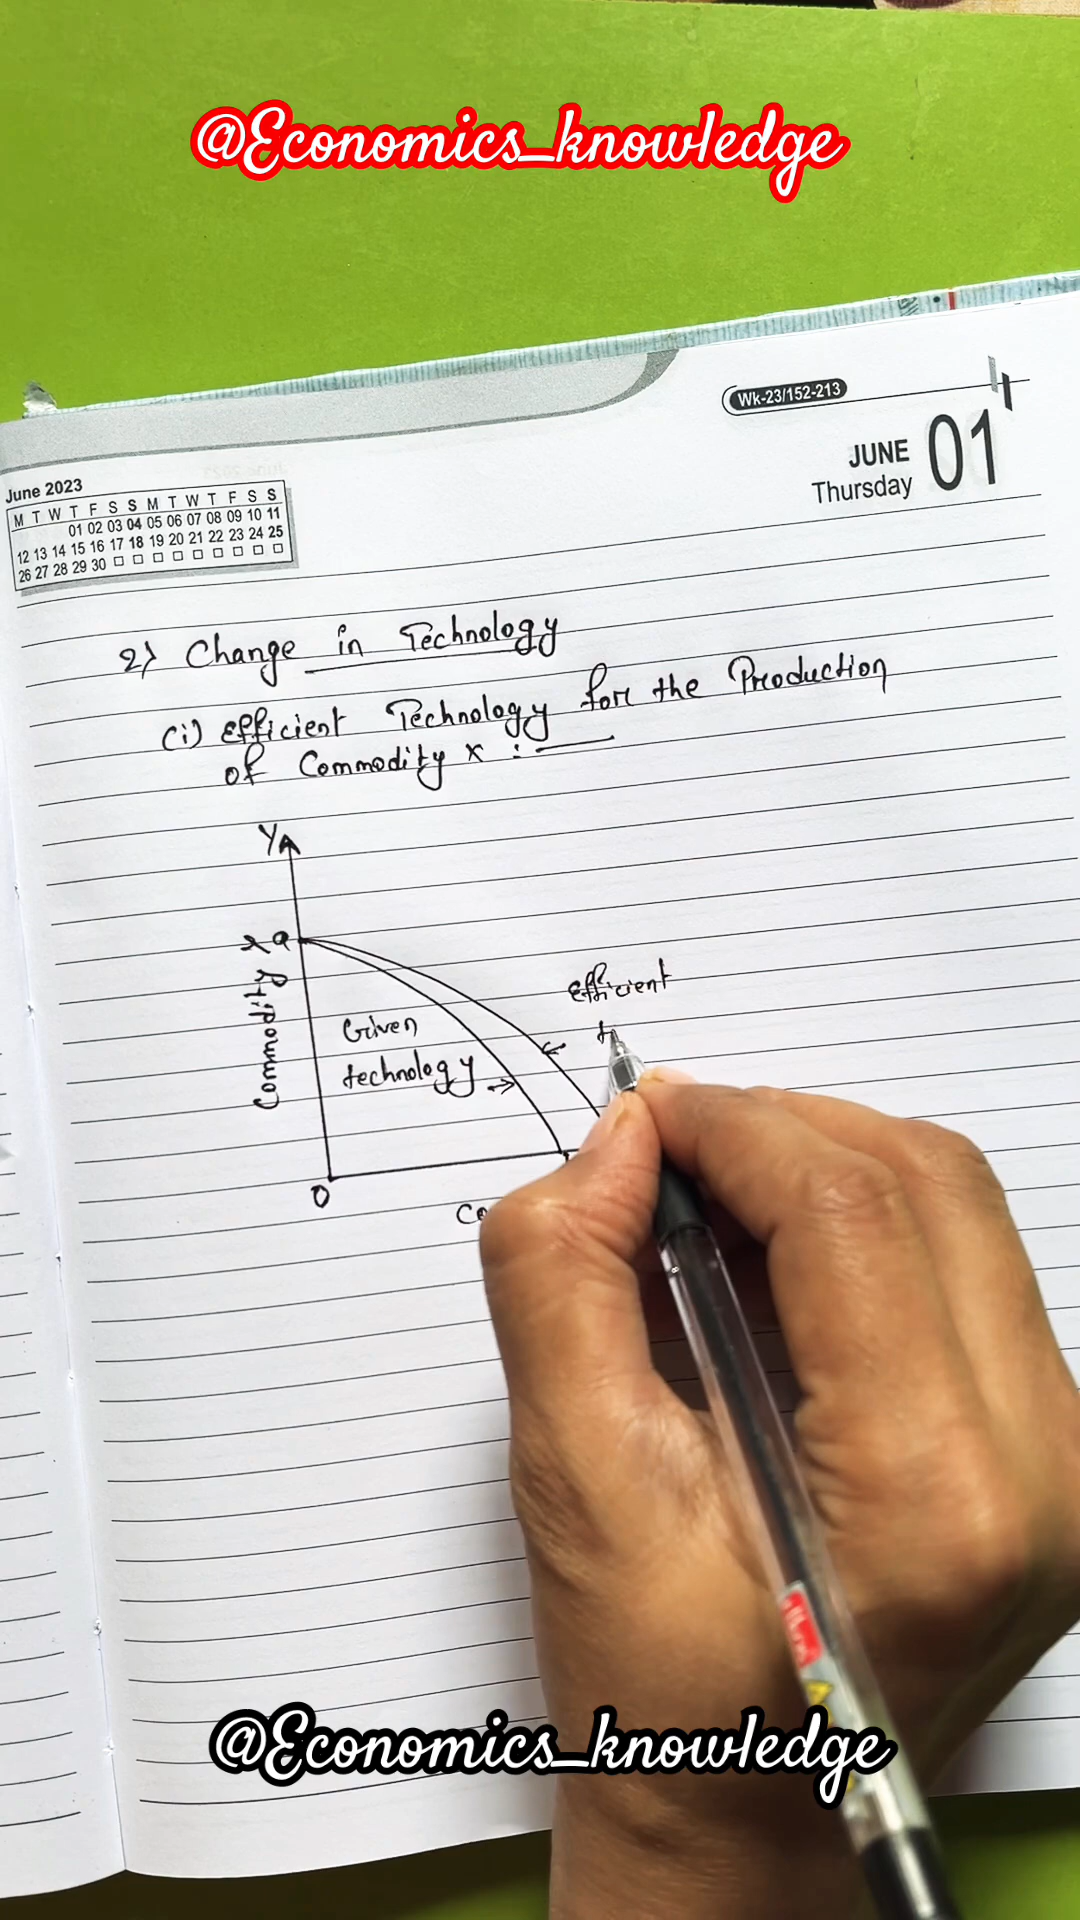 @Economics_knowledge
Wk-23/152-213
JUNE 01
Thursday
June 2023
M T W T F S S M T W T F S S
01 02 03 04 05 06 07 08 09 10 11
12 13 14 15 16 17 18 19 20 21 22 23 24 25
26 27 28 29 30
2) Change in Technology
(i) Efficient Technology for the Production
of Commodity x :
Y
a
Commodity Y
Given
technology
Efficient
t
O
Co
@Economics_knowledge